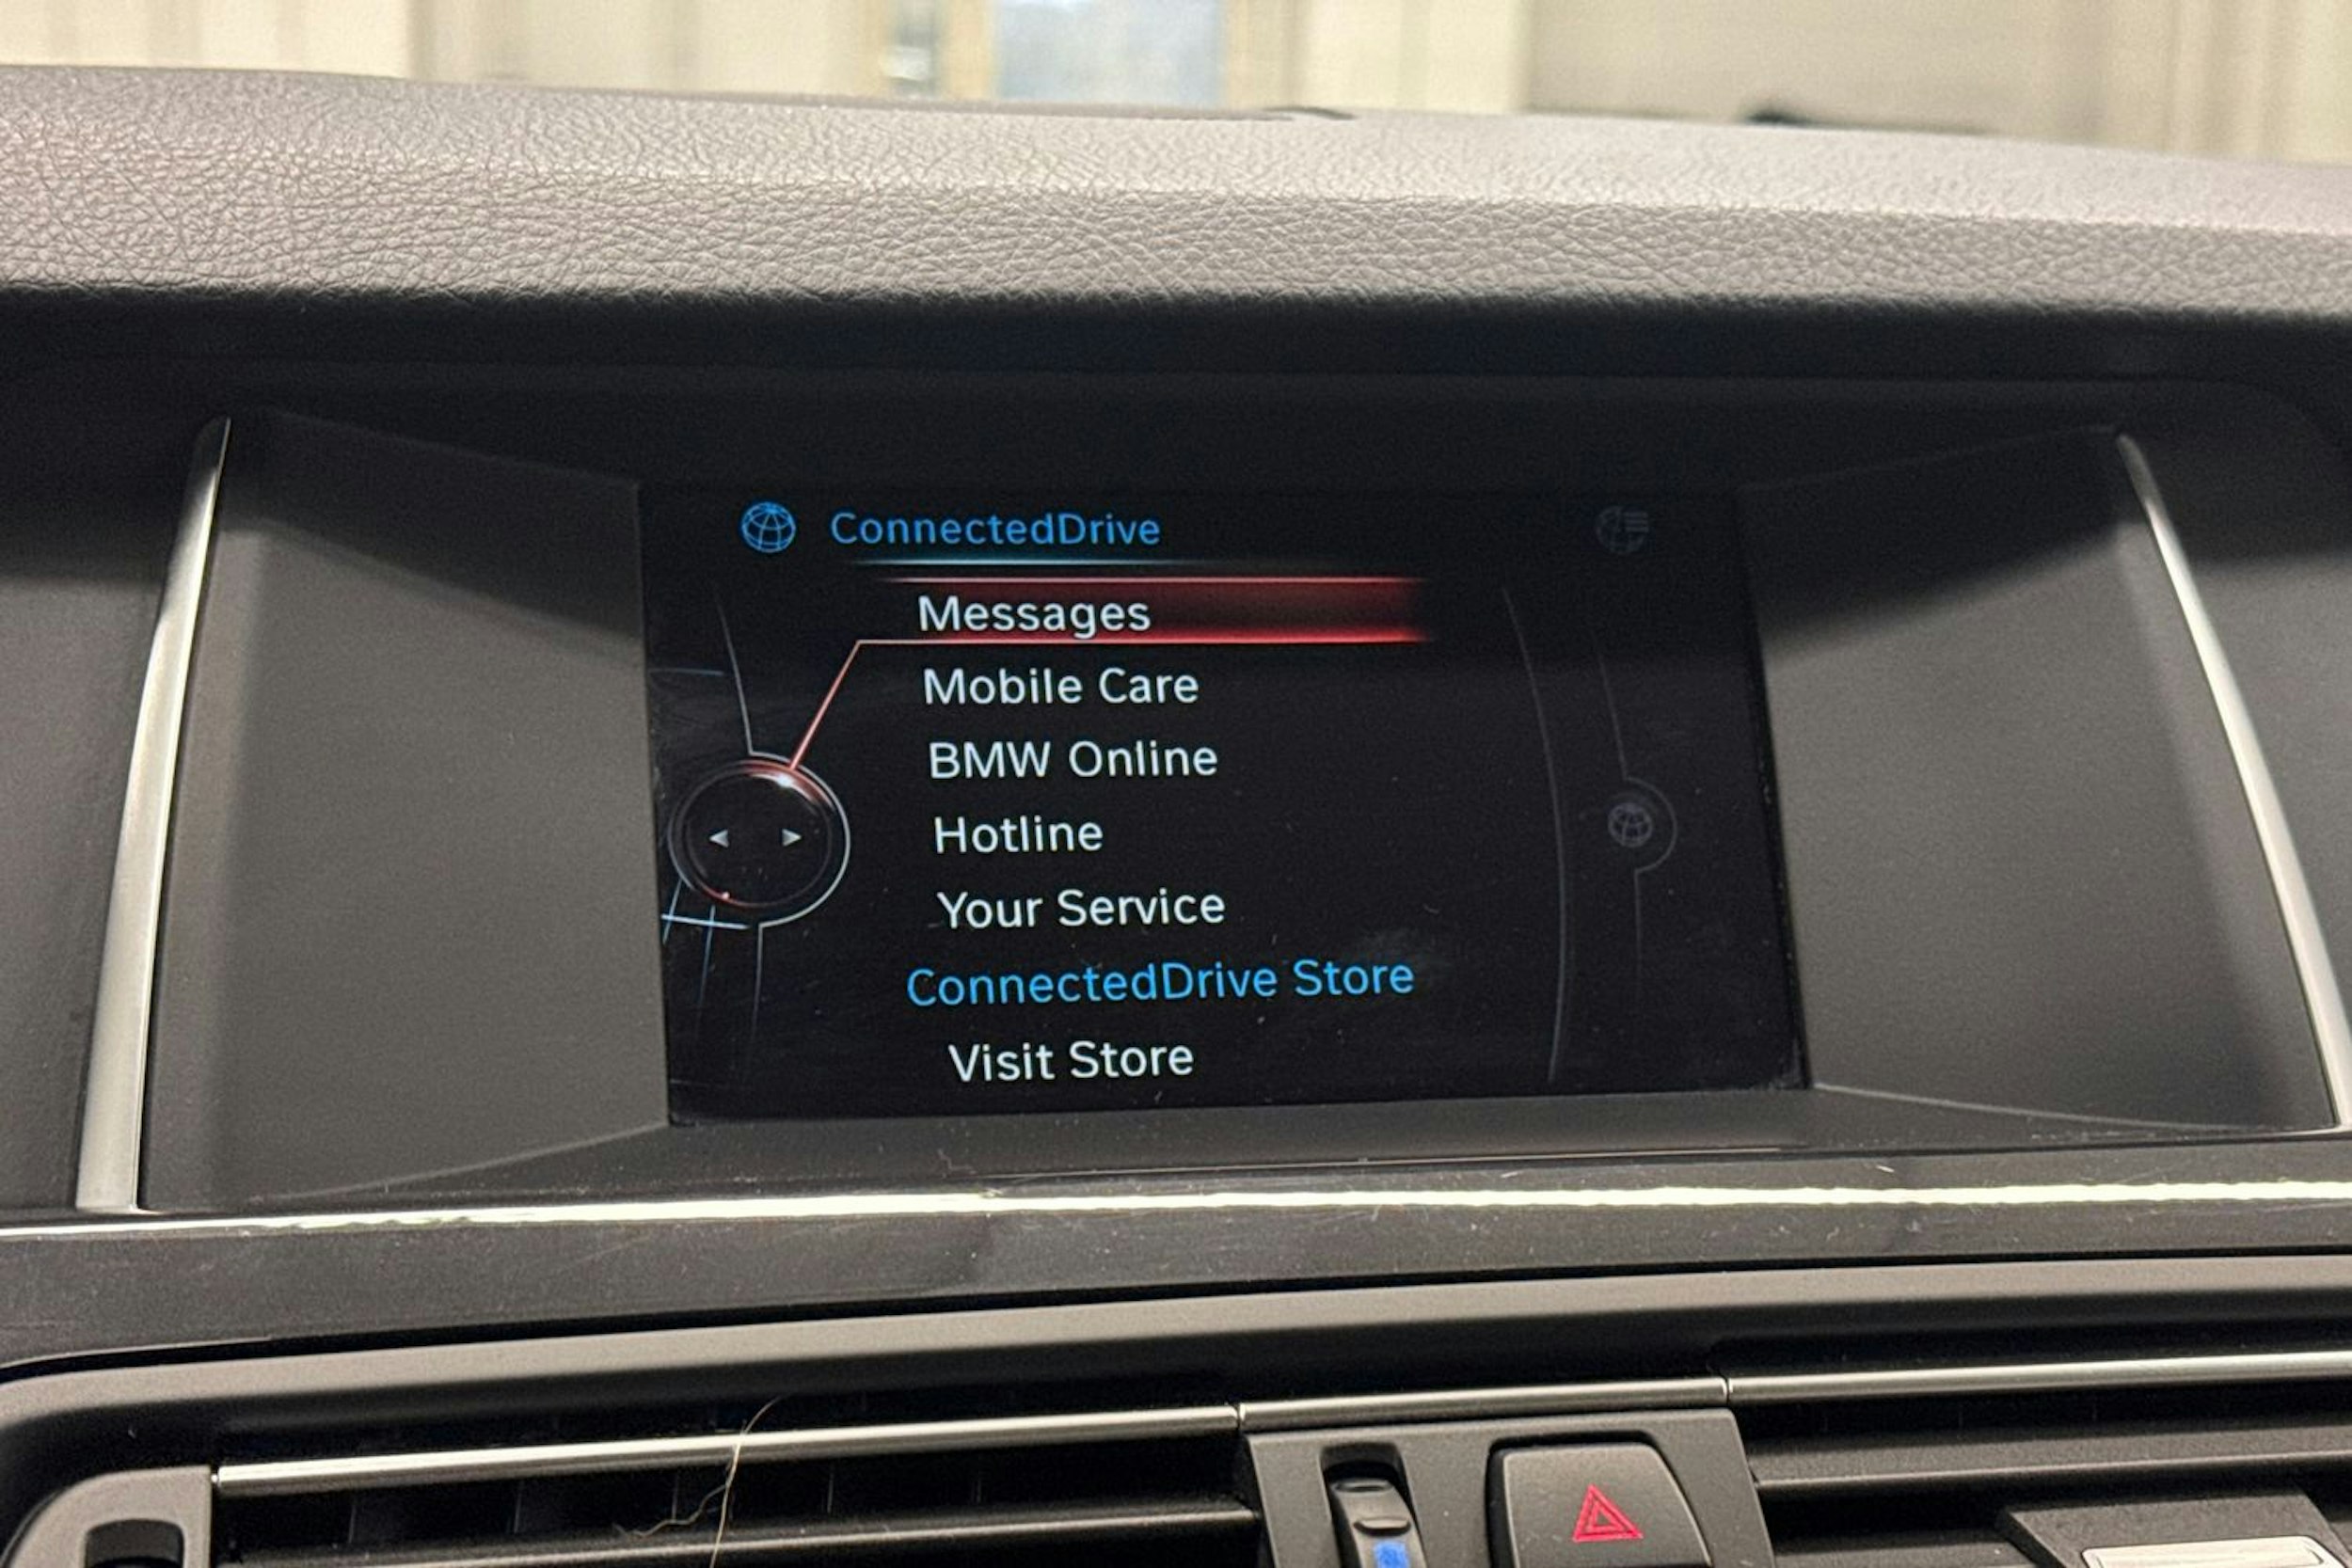 ConnectedDrive
Messages
Mobile Care
BMW Online
Hotline
Your Service
ConnectedDrive Store
Visit Store